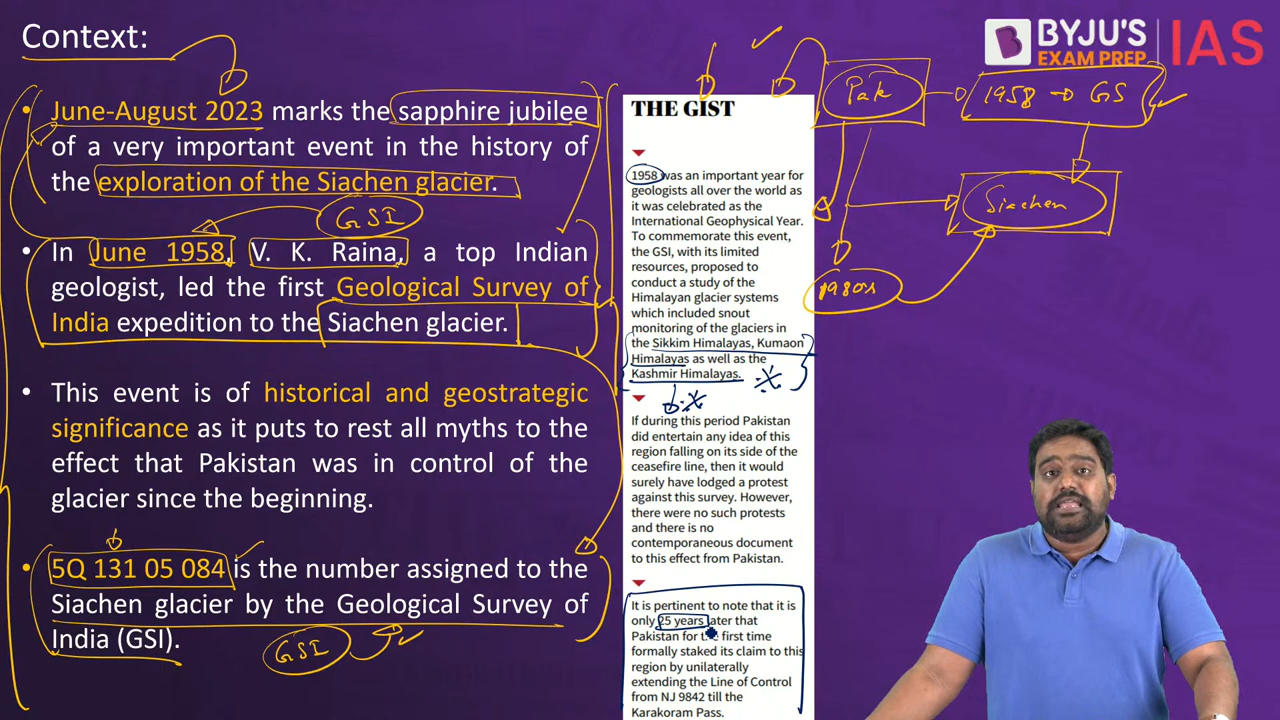 Context:
BYJU'S
EXAM PREP
IAS
• June-August 2023 marks the sapphire jubilee
of a very important event in the history of
the exploration of the Siachen glacier.
GSI
• In June 1958, V. K. Raina, a top Indian
geologist, led the first Geological Survey of
India expedition to the Siachen glacier.
• This event is of historical and geostrategic
significance as it puts to rest all myths to the
effect that Pakistan was in control of the
glacier since the beginning.
• 5Q 131 05 084 is the number assigned to the
Siachen glacier by the Geological Survey of
India (GSI).
GSI
THE GIST
1958 was an important year for
geologists all over the world as
it was celebrated as the
International Geophysical Year.
To commemorate this event,
the GSI, with its limited
resources, proposed to
conduct a study of the
Himalayan glacier systems
which included snout
monitoring of the glaciers in
the Sikkim Himalayas, Kumaon
Himalayas as well as the
Kashmir Himalayas.
If during this period Pakistan
did entertain any idea of this
region falling on its side of the
ceasefire line, then it would
surely have lodged a protest
against this survey. However,
there were no such protests
and there is no
contemporaneous document
to this effect from Pakistan.
It is pertinent to note that it is
only 25 years later that
Pakistan for the first time
formally staked its claim to this
region by unilaterally
extending the Line of Control
from NJ 9842 till the
Karakoram Pass.
Pak
1958 → GS
Siachen
1980s